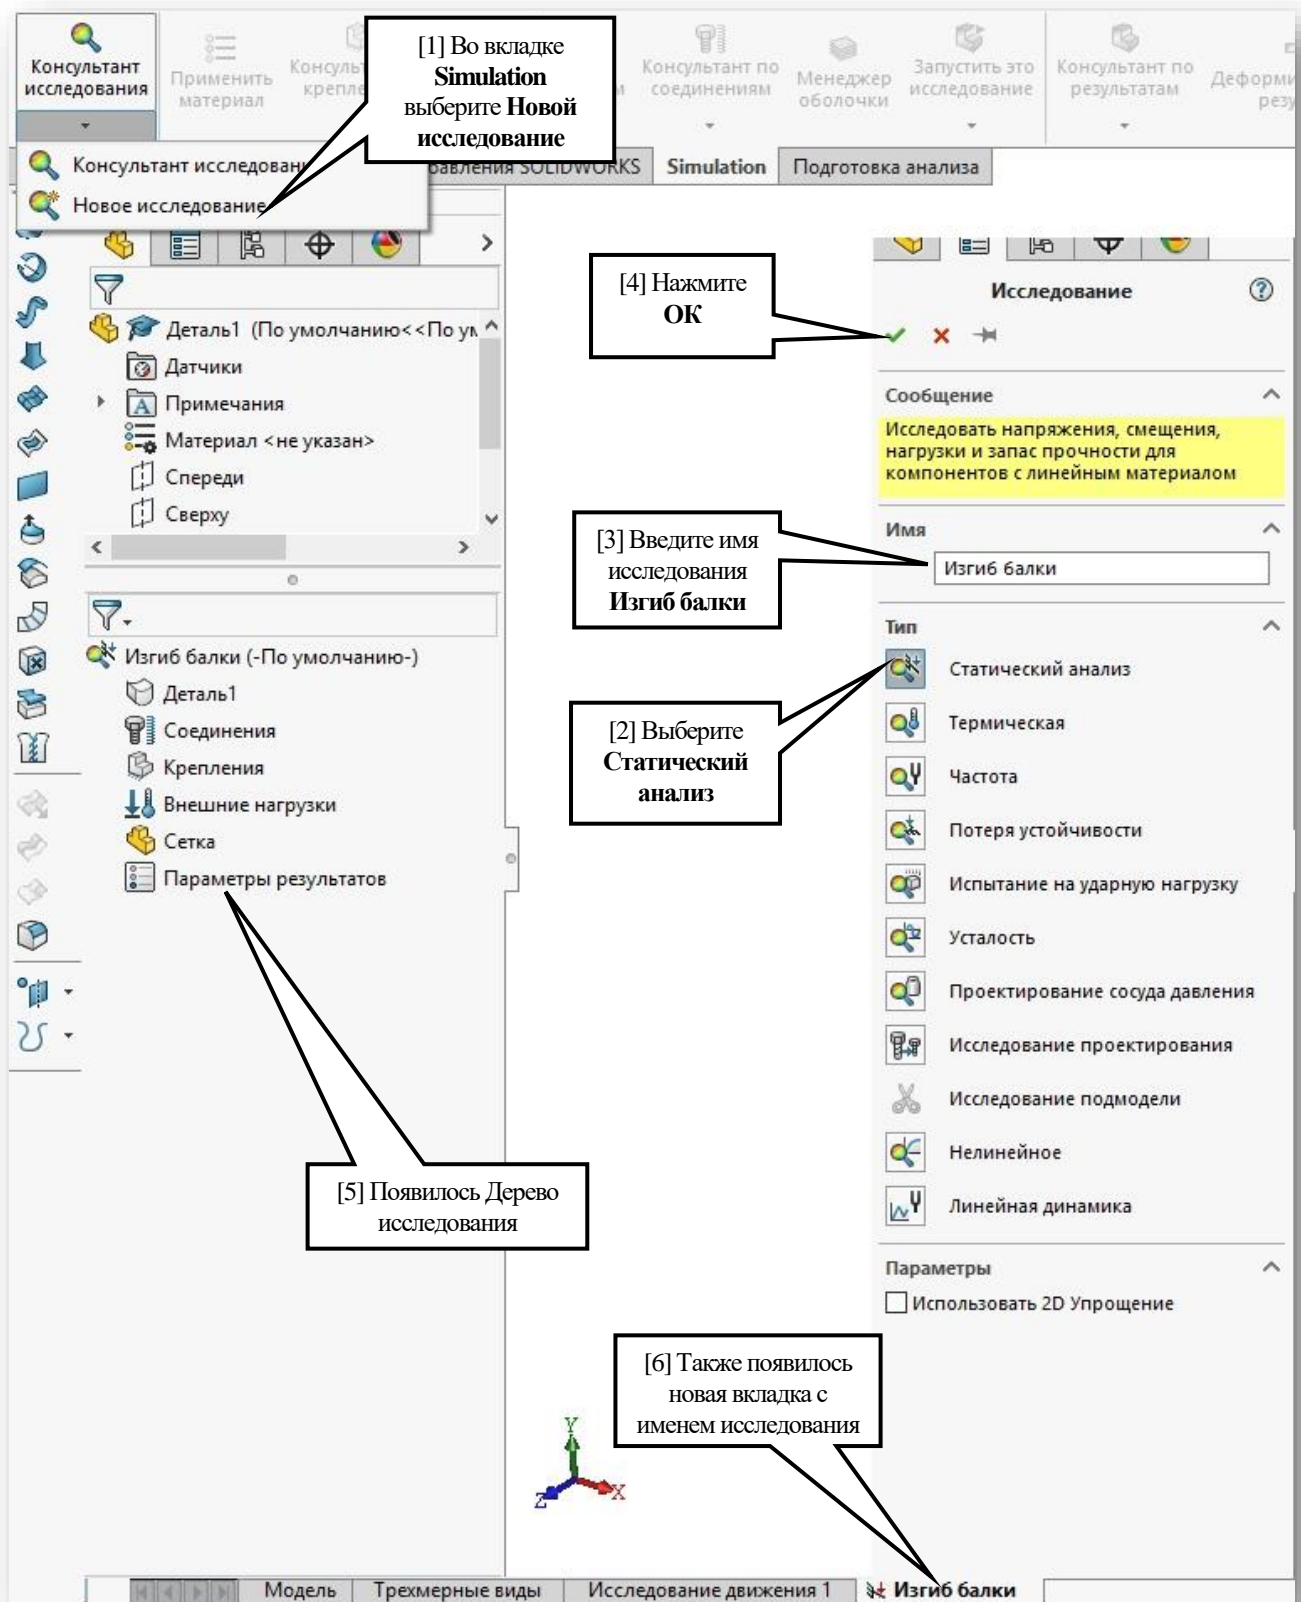 Консультант
исследования
Применить
материал
[1] Во вкладке
Simulation
выберите Новой
исследование
Консультант по
соединениям
Менеджер
оболочки
Запустить это
исследование
Консультант по
результатам
Консультант исследован
Новое исследование
SOLIDWORKS
Simulation
Подготовка анализа
Деталь1 (По умолчанию<<По ум
Датчики
Примечания
Материал <не указан>
Спереди
Сверху
Изгиб балки (-По умолчанию-)
Деталь1
Соединения
Крепления
Внешние нагрузки
Сетка
Параметры результатов
[4] Нажмите
ОК
[3] Введите имя
исследования
Изгиб балки
[2] Выберите
Статический
анализ
[5] Появилось Дерево
исследования
[6] Также появилось
новая вкладка с
именем исследования
Исследование
Сообщение
Исследовать напряжения, смещения,
нагрузки и запас прочности для
компонентов с линейным материалом
Имя
Изгиб балки
Тип
Статический анализ
Термическая
Частота
Потеря устойчивости
Испытание на ударную нагрузку
Усталость
Проектирование сосуда давления
Исследование проектирования
Исследование подмодели
Нелинейное
Линейная динамика
Параметры
Использовать 2D Упрощение
Y
X
Z
Модель
Трехмерные виды
Исследование движения 1
Изгиб балки